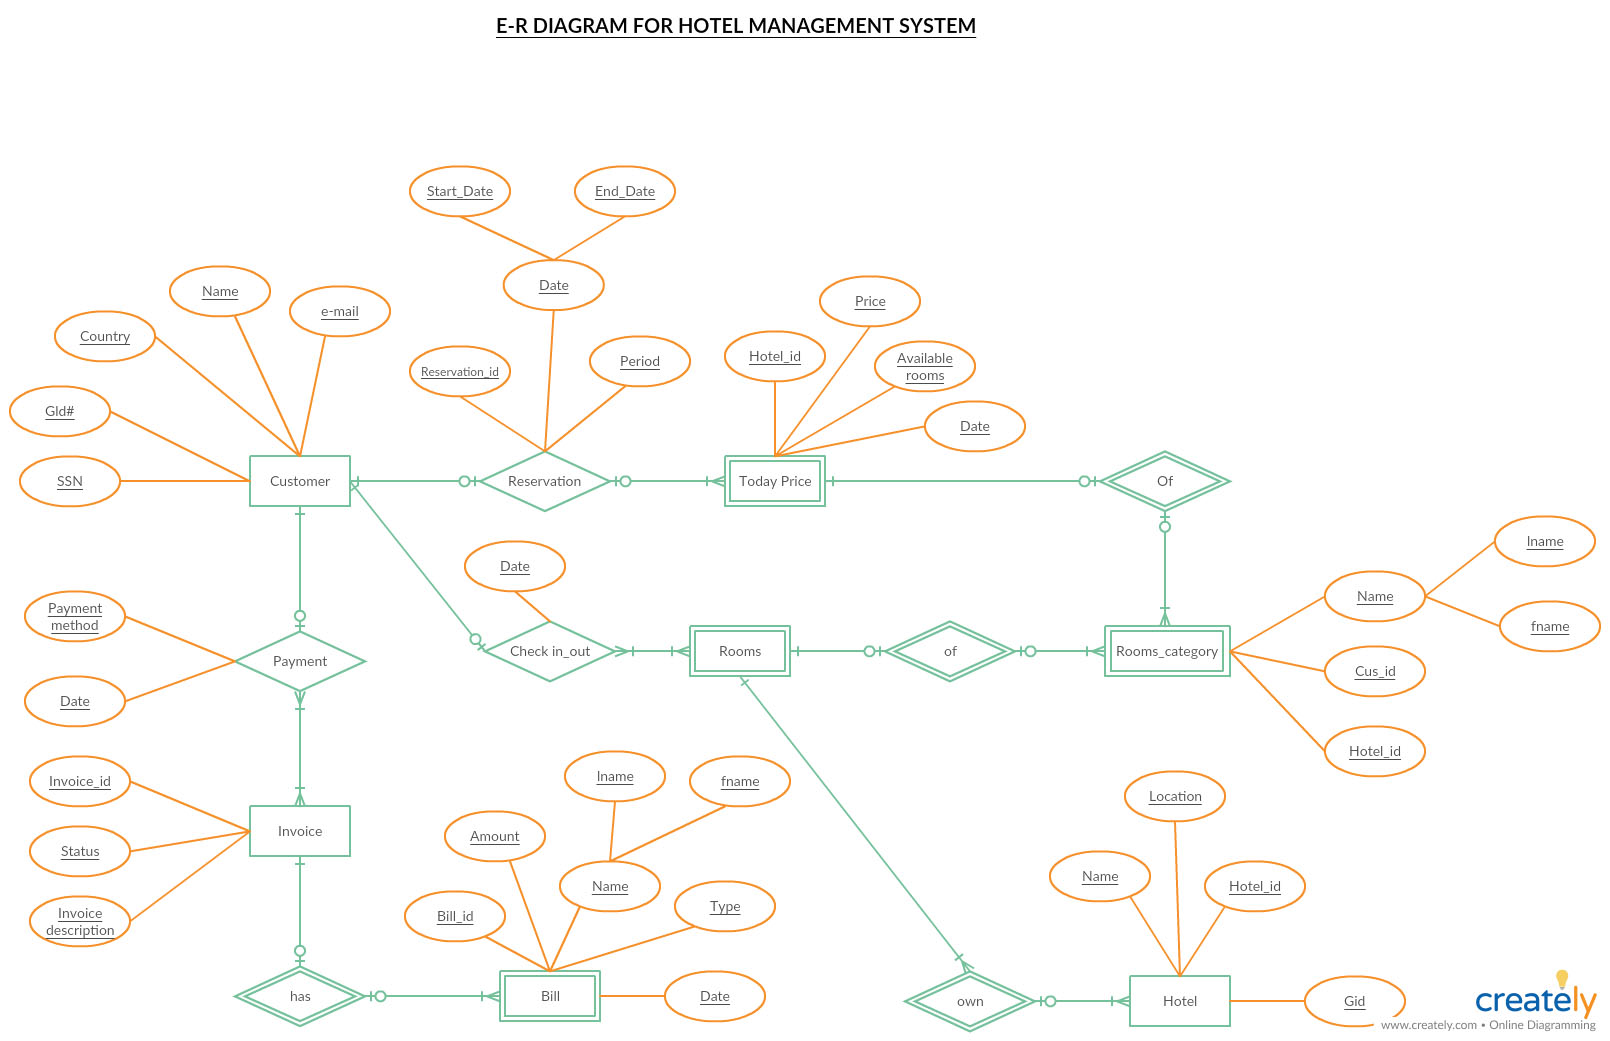 E-R DIAGRAM FOR HOTEL MANAGEMENT SYSTEM
Start_Date
End_Date
Date
Name
e-mail
Country
Price
Hotel_id
Available
rooms
Reservation_id
Period
Gld#
Date
SSN
Customer
Reservation
Today Price
Of
Date
lname
Name
fname
Payment
method
Payment
Check in_out
Rooms
of
Rooms_category
Cus_id
Date
Hotel_id
Invoice_id
lname
fname
Location
Invoice
Amount
Status
Name
Name
Hotel_id
Bill_id
Type
Invoice
description
has
Bill
Date
own
Hotel
Gid
creately
www.creately.com • Online Diagramming